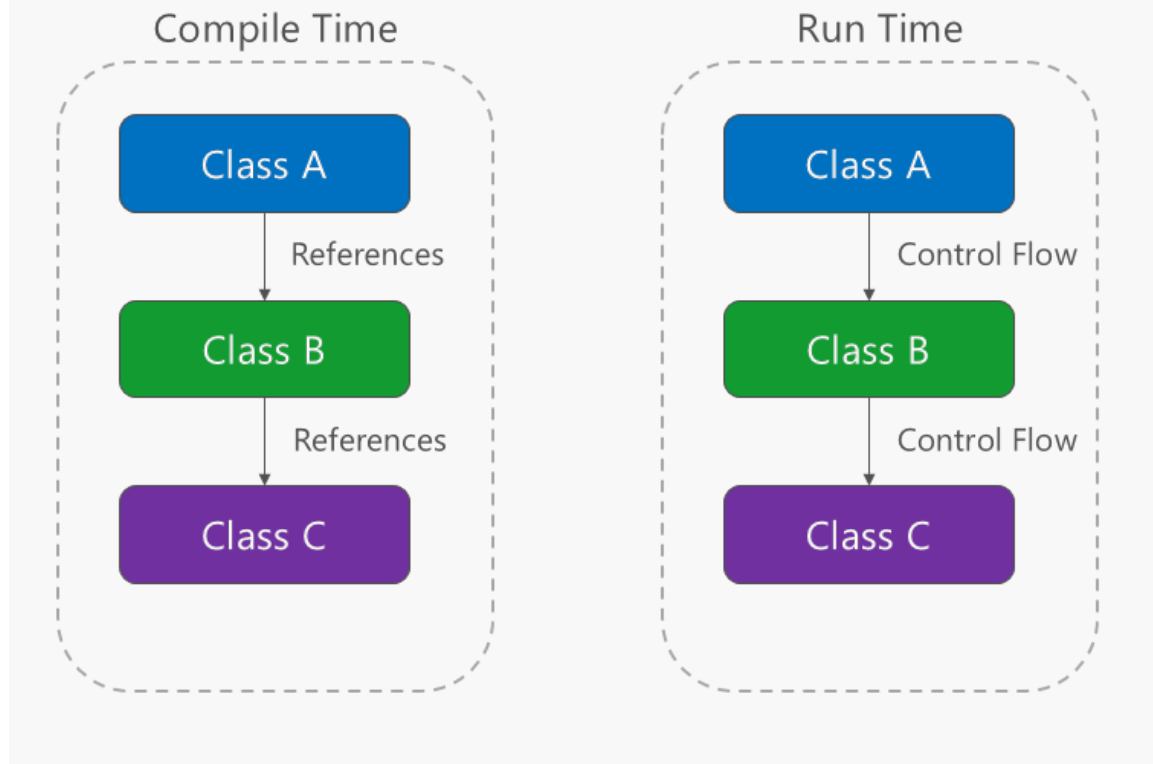 Compile Time
Class A
References
Class B
References
Class C
Run Time
Class A
Control Flow
Class B
Control Flow
Class C